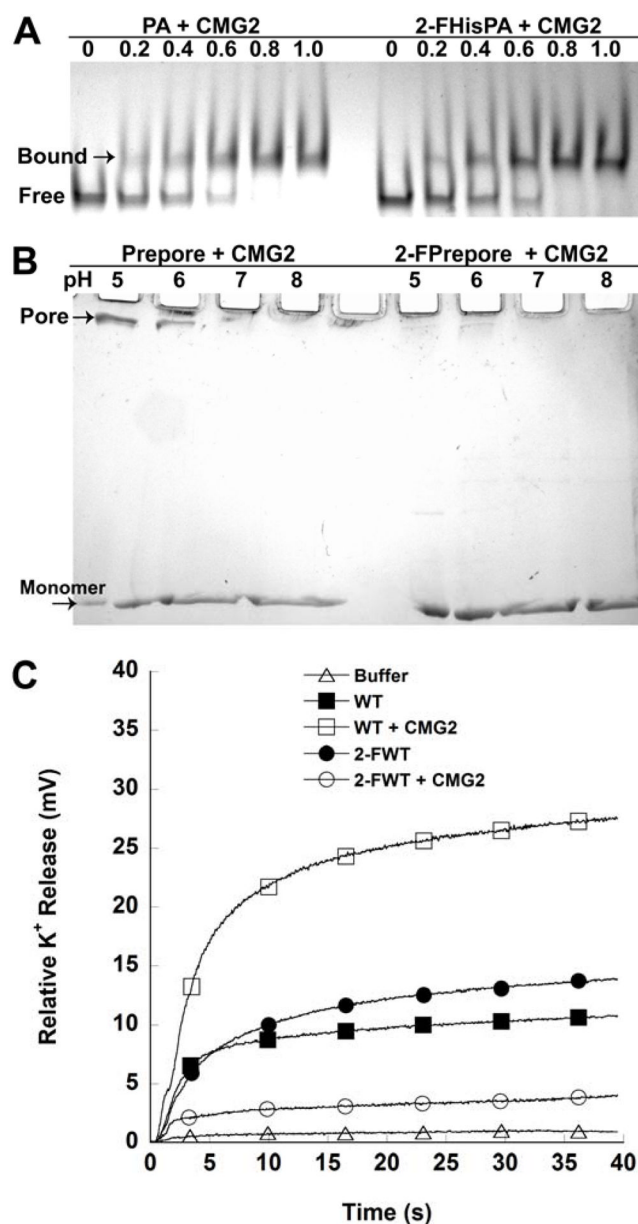 A
PA + CMG2 2-FHisPA + CMG2
0 0.2 0.4 0.6 0.8 1.0 0 0.2 0.4 0.6 0.8 1.0
Bound
Free
B
Prepore + CMG2 2-FPrepore + CMG2
pH 5 6 7 8 5 6 7 8
Pore
Monomer
C
Buffer
WT
WT + CMG2
2-FWT
2-FWT + CMG2
Relative K+ Release (mV)
40
35
30
25
20
15
10
5
0
0 5 10 15 20 25 30 35 40
Time (s)